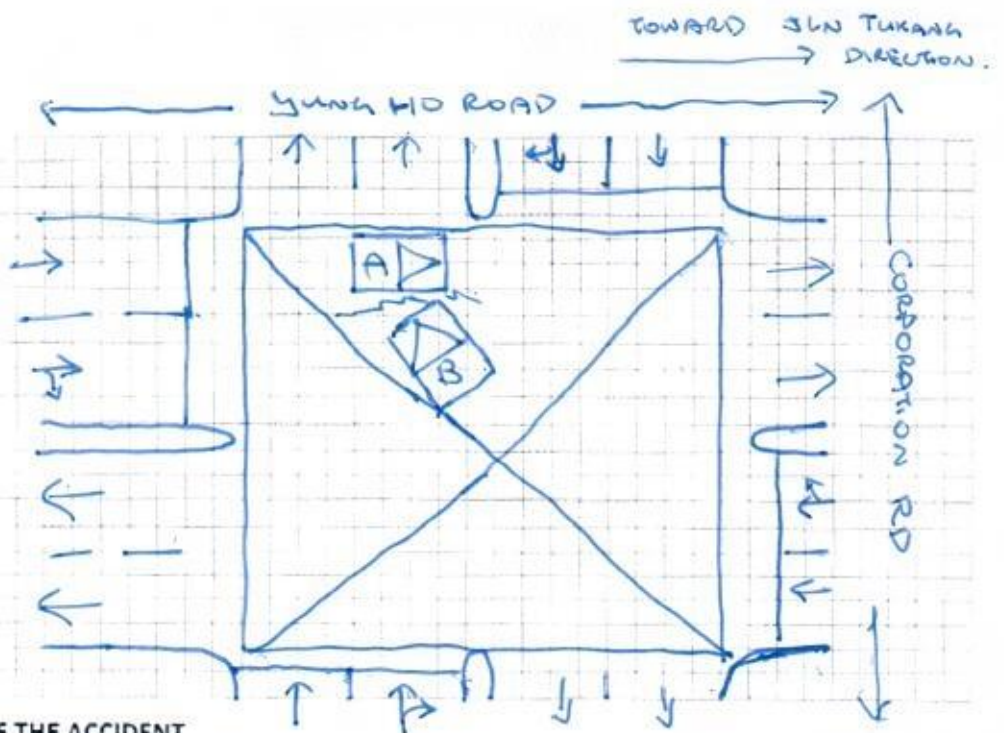 TOWARD JLN TUKANG
DIRECTION.
YUNG HO ROAD
CORPORATION RD
A
B
THE ACCIDENT